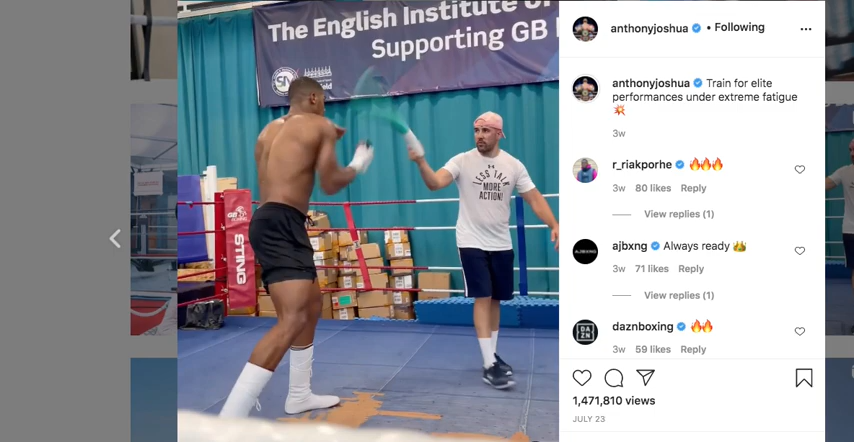 The English Institute of
Supporting GB
GB
STING
LESS TALK
MORE
ACTION!
anthonyjoshua • Following
anthonyjoshua Train for elite
performances under extreme fatigue
💥
3w
r_riakporhe 🔥🔥🔥
3w 80 likes Reply
View replies (1)
ajbxng Always ready 👑
3w 71 likes Reply
View replies (1)
DAZN
daznboxing 🔥🔥
3w 59 likes Reply
1,471,810 views
JULY 23